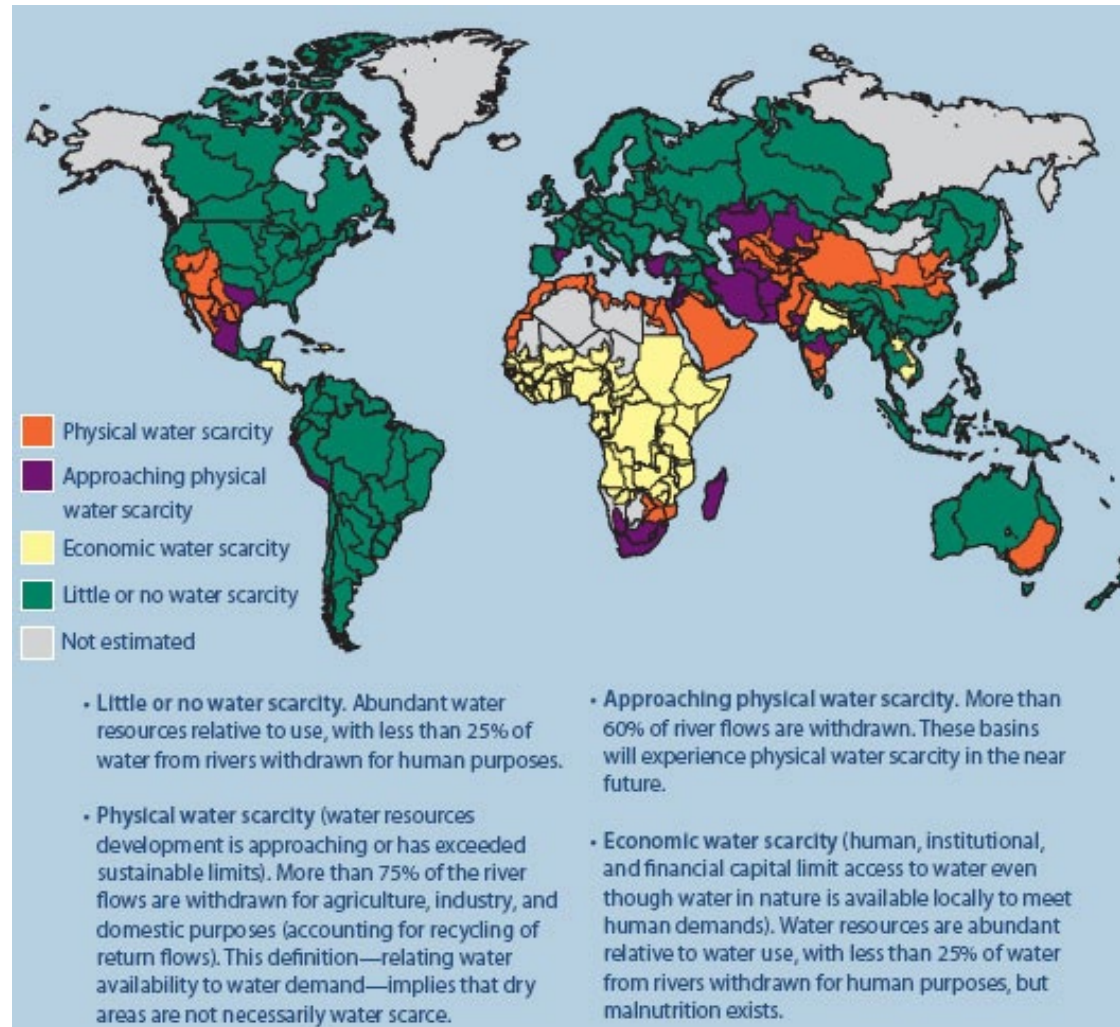 Physical water scarcity
Approaching physical
water scarcity
Economic water scarcity
Little or no water scarcity
Not estimated
• Little or no water scarcity. Abundant water
resources relative to use, with less than 25% of
water from rivers withdrawn for human purposes.
• Physical water scarcity (water resources
development is approaching or has exceeded
sustainable limits). More than 75% of the river
flows are withdrawn for agriculture, industry, and
domestic purposes (accounting for recycling of
return flows). This definition—relating water
availability to water demand—implies that dry
areas are not necessarily water scarce.
• Approaching physical water scarcity. More than
60% of river flows are withdrawn. These basins
will experience physical water scarcity in the near
future.
• Economic water scarcity (human, institutional,
and financial capital limit access to water even
though water in nature is available locally to meet
human demands). Water resources are abundant
relative to water use, with less than 25% of water
from rivers withdrawn for human purposes, but
malnutrition exists.